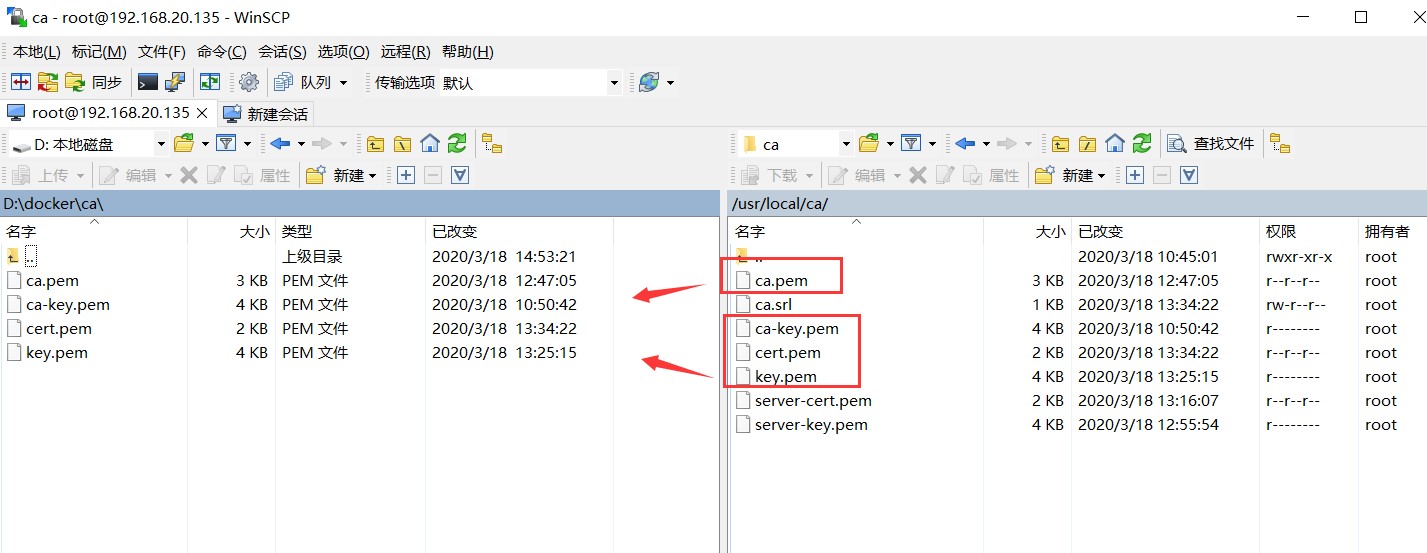 ca - root@192.168.20.135 - WinSCP
本地(L) 标记(M) 文件(F) 命令(C) 会话(S) 选项(O) 远程(R) 帮助(H)
同步 队列 传输选项 默认
root@192.168.20.135 新建会话
D: 本地磁盘
上传 编辑 属性 新建
D:\docker\ca\
名字 大小 类型 已改变
.. 上级目录 2020/3/18 14:53:21
ca.pem 3 KB PEM 文件 2020/3/18 12:47:05
ca-key.pem 4 KB PEM 文件 2020/3/18 10:50:42
cert.pem 2 KB PEM 文件 2020/3/18 13:34:22
key.pem 4 KB PEM 文件 2020/3/18 13:25:15
ca 查找文件
下载 编辑 属性 新建
/usr/local/ca/
名字 大小 已改变 权限 拥有者
.. 2020/3/18 10:45:01 rwxr-xr-x root
ca.pem 3 KB 2020/3/18 12:47:05 r--r--r-- root
ca.srl 1 KB 2020/3/18 13:34:22 rw-r--r-- root
ca-key.pem 4 KB 2020/3/18 10:50:42 r-------- root
cert.pem 2 KB 2020/3/18 13:34:22 r--r--r-- root
key.pem 4 KB 2020/3/18 13:25:15 r-------- root
server-cert.pem 2 KB 2020/3/18 13:16:07 r--r--r-- root
server-key.pem 4 KB 2020/3/18 12:55:54 r-------- root